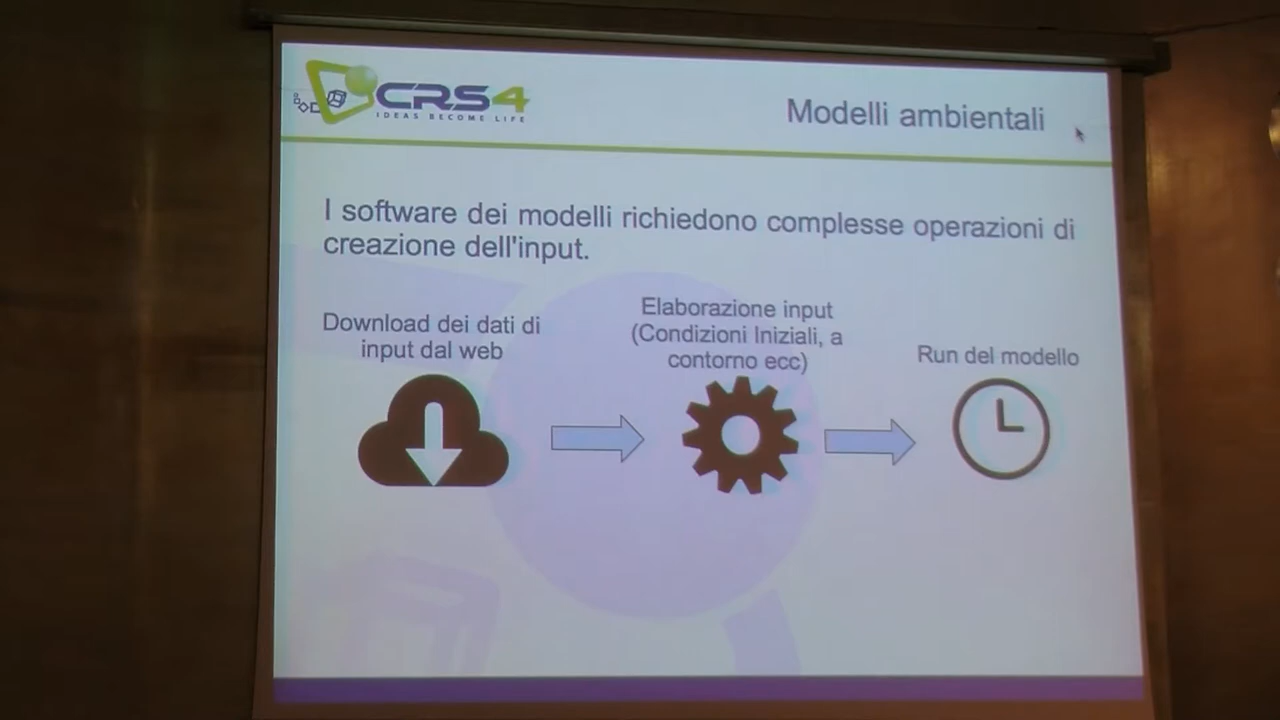 CRS4
IDEAS BECOME LIFE
Modelli ambientali
I software dei modelli richiedono complesse operazioni di
creazione dell'input.
Download dei dati di
input dal web
Elaborazione input
(Condizioni Iniziali, a
contorno ecc)
Run del modello